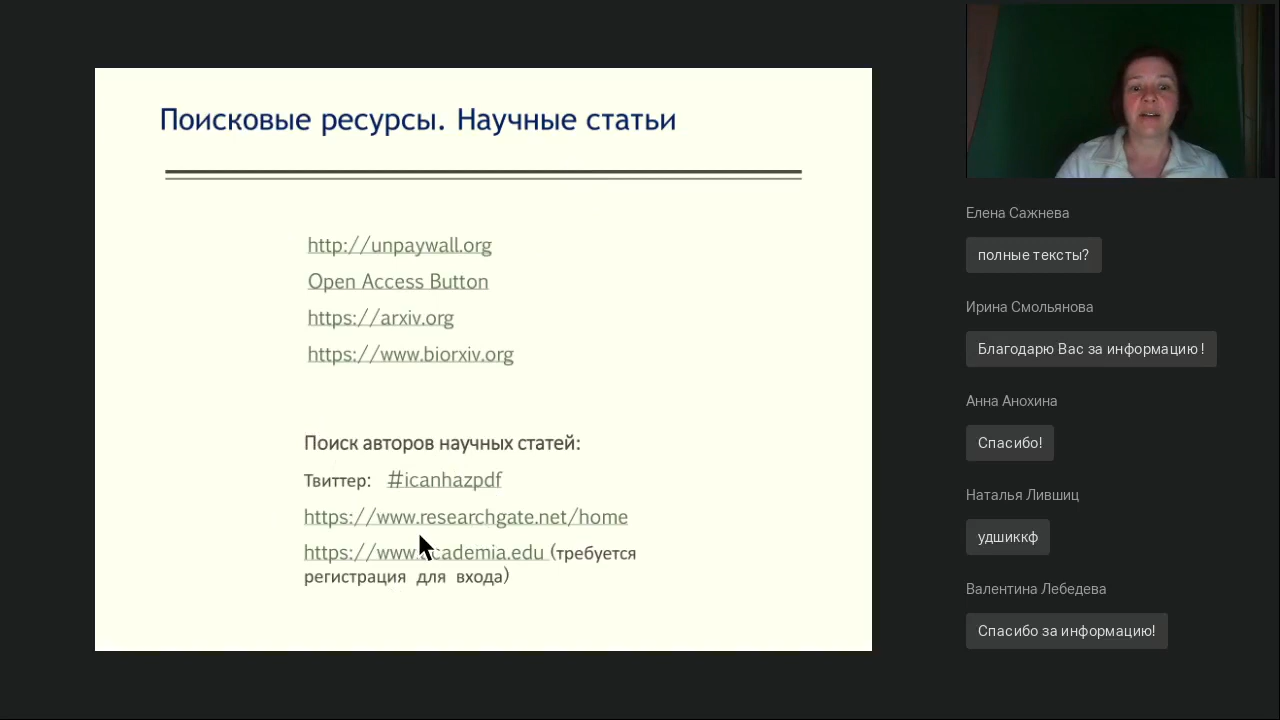 Поисковые ресурсы. Научные статьи
http://unpaywall.org
Open Access Button
https://arxiv.org
https://www.biorxiv.org
Поиск авторов научных статей:
Твиттер: #icanhazpdf
https://www.researchgate.net/home
https://www.academia.edu (требуется
регистрация для входа)
Елена Сажнева
полные тексты?
Ирина Смольянова
Благодарю Вас за информацию !
Анна Анохина
Спасибо!
Наталья Лившиц
удшиккф
Валентина Лебедева
Спасибо за информацию!